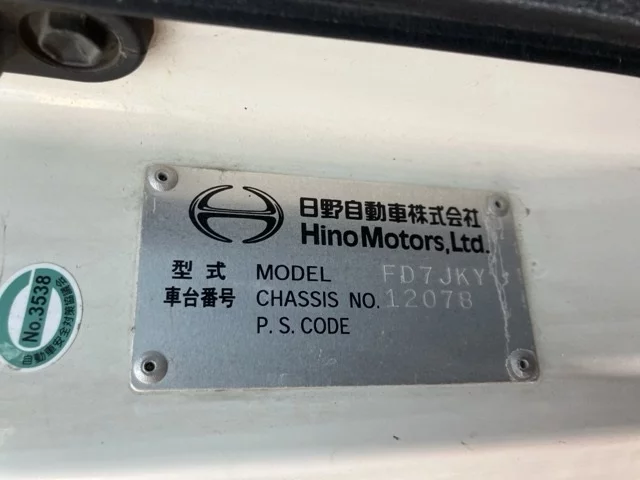 日野自動車株式会社
Hino Motors, Ltd.
型式 MODEL FD7JKY
車台番号 CHASSIS NO. 12078
P.S.CODE
No.3538